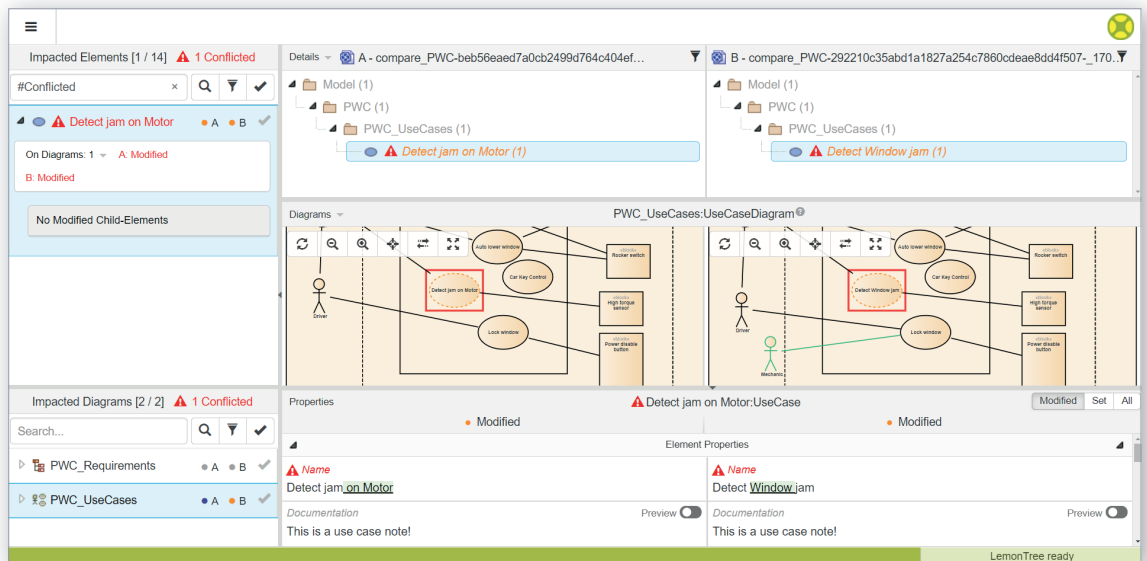 Impacted Elements [1 / 14] 1 Conflicted
#Conflicted ×
Detect jam on Motor A B
On Diagrams: 1 A: Modified
B: Modified
No Modified Child-Elements
Details A - compare_PWC-beb56eaed7a0cb2499d764c404ef...
Model (1)
PWC (1)
PWC_UseCases (1)
Detect jam on Motor (1)
B - compare_PWC-292210c35abd1a1827a254c7860cdeae8dd4f507-_170..
Model (1)
PWC (1)
PWC_UseCases (1)
Detect Window jam (1)
Diagrams PWC_UseCases:UseCaseDiagram
Auto lower window
«block»
Rocker switch
Car Key Control
Detect jam on Motor
«block»
High torque
sensor
Driver
Lock window
«block»
Power disable
button
Auto lower window
«block»
Rocker switch
Car Key Control
Detect Window jam
«block»
High torque
sensor
Driver
Lock window
«block»
Power disable
button
Mechanic
Impacted Diagrams [2 / 2] 1 Conflicted
Search...
PWC_Requirements A B
PWC_UseCases A B
Properties Detect jam on Motor:UseCase Modified Set All
Modified Modified
Element Properties
Name
Detect jam on Motor
Documentation Preview
This is a use case note!
Name
Detect Window jam
Documentation Preview
This is a use case note!
LemonTree ready